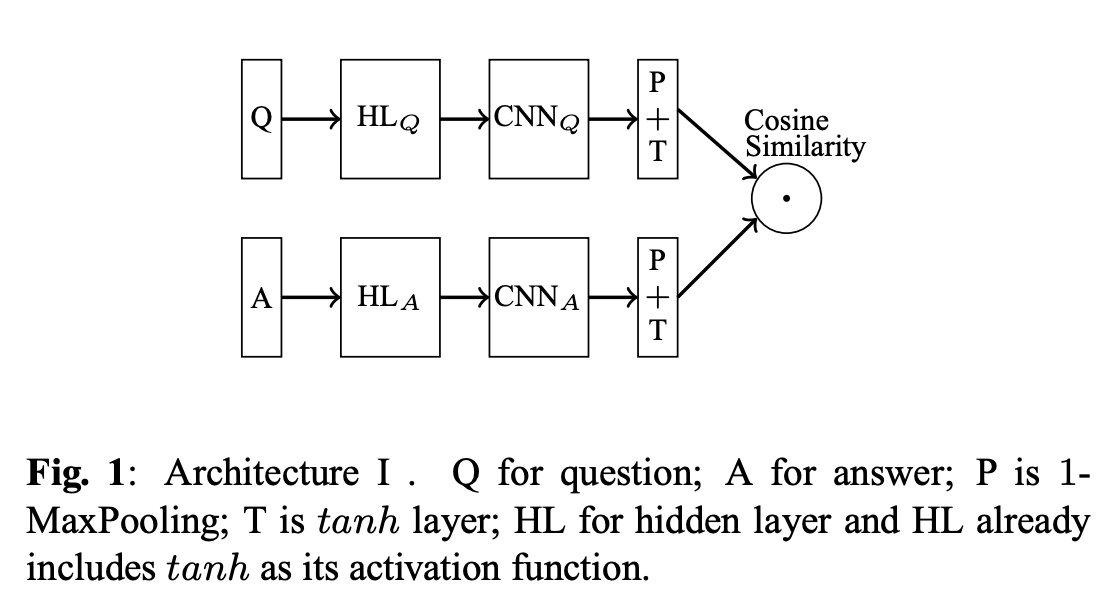 Q
HL_Q
CNN_Q
P
+
T
Cosine
Similarity
A
HL_A
CNN_A
P
+
T
Fig. 1: Architecture I . Q for question; A for answer; P is 1-
MaxPooling; T is tanh layer; HL for hidden layer and HL already
includes tanh as its activation function.